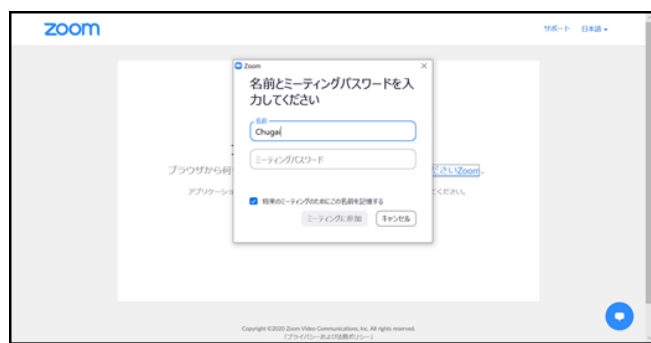 zoom
サポート 日本語
Zoom
名前とミーティングパスワードを入
力してください
名前
Chugai
ミーティングパスワード
ブラウザから何
ださいZoom。
アプリケーショ
てください。
将来のミーティングのためにこの名前を記憶する
ミーティングに参加 キャンセル
Copyright ©2020 Zoom Video Communications, Inc. All rights reserved.
プライバシーおよび法務ポリシー